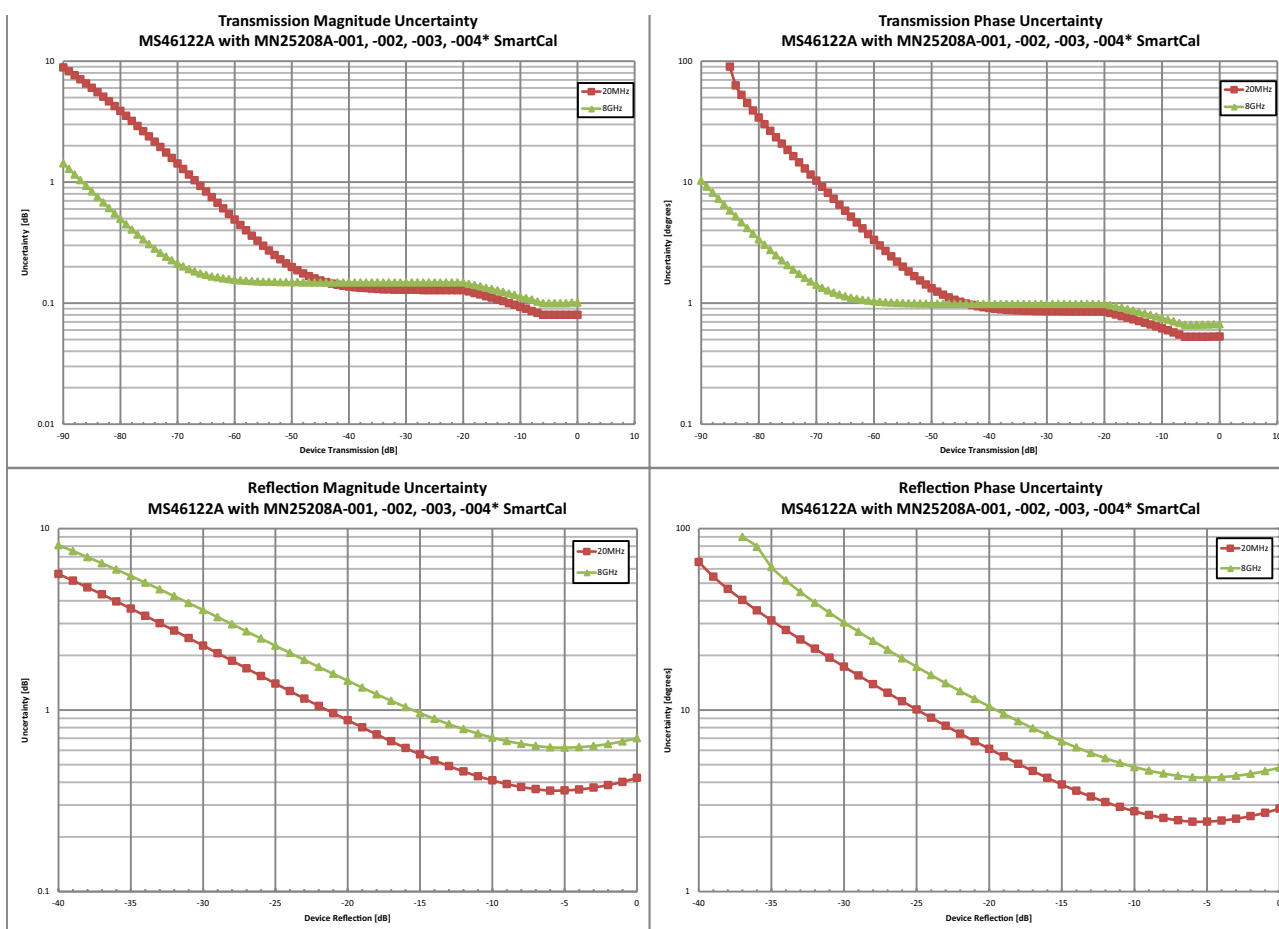 Transmission Magnitude Uncertainty
MS46122A with MN25208A-001, -002, -003, -004* SmartCal
10
1
0.1
0.01
Uncertainty [dB]
20MHz
8GHz
-90 -80 -70 -60 -50 -40 -30 -20 -10 0 10
Device Transmission [dB]
Transmission Phase Uncertainty
MS46122A with MN25208A-001, -002, -003, -004* SmartCal
100
10
1
0.1
Uncertainty [degrees]
20MHz
8GHz
-90 -80 -70 -60 -50 -40 -30 -20 -10 0 10
Device Transmission [dB]
Reflection Magnitude Uncertainty
MS46122A with MN25208A-001, -002, -003, -004* SmartCal
10
1
0.1
Uncertainty [dB]
20MHz
8GHz
-40 -35 -30 -25 -20 -15 -10 -5 0
Device Reflection [dB]
Reflection Phase Uncertainty
MS46122A with MN25208A-001, -002, -003, -004* SmartCal
100
10
1
Uncertainty [degrees]
20MHz
8GHz
-40 -35 -30 -25 -20 -15 -10 -5 0
Device Reflection [dB]